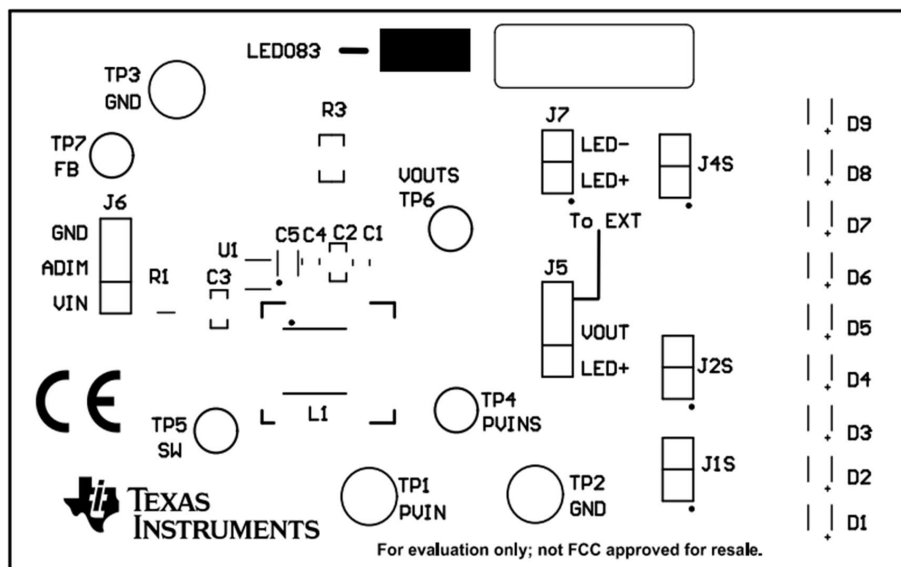 LED083
TP3
GND
TP7
FB
R3
J7
LED-
LED+
J4S
VOUTS
TP6
To EXT
J6
GND
ADIM
VIN
R1
U1
C3
C5
C4
C2
C1
J5
VOUT
LED+
J2S
J1S
D9
D8
D7
D6
D5
D4
D3
D2
D1
CE
TP5
SW
L1
TP4
PVINS
TEXAS
INSTRUMENTS
TP1
PVIN
TP2
GND
For evaluation only; not FCC approved for resale.